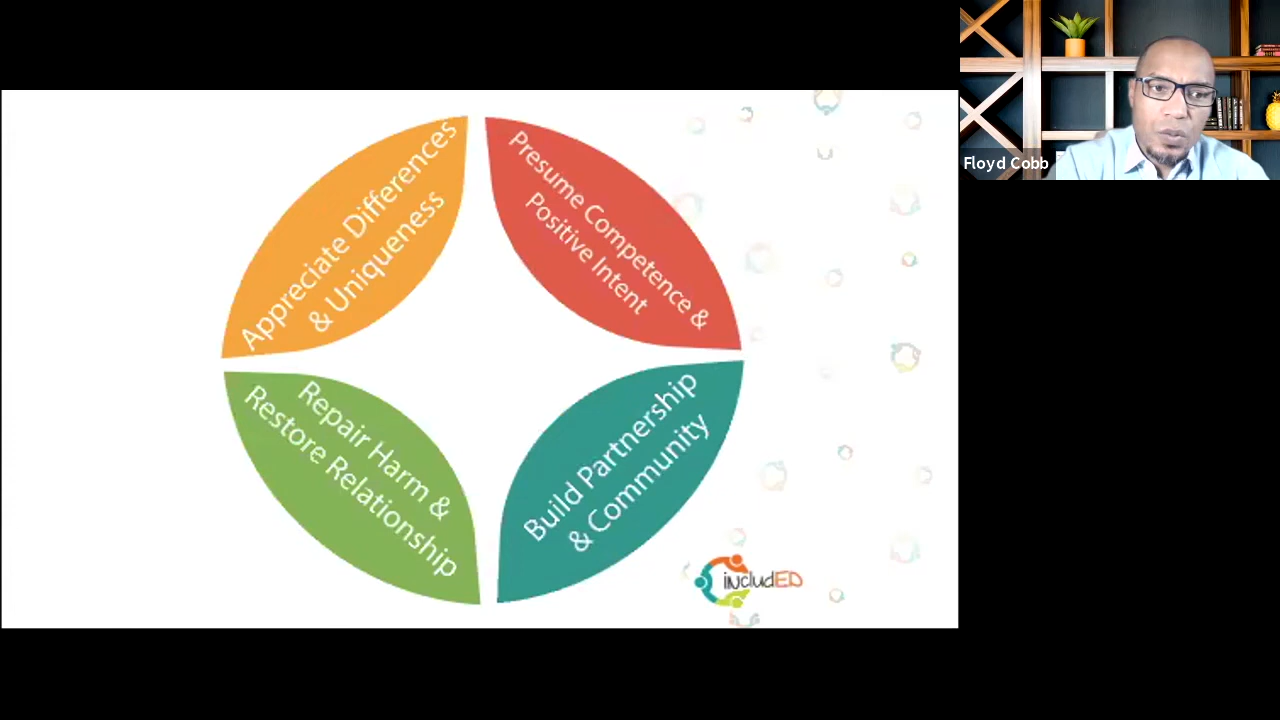 Appreciate Differences
& Uniqueness
Presume Competence &
Positive Intent
Repair Harm &
Restore Relationship
Build Partnership
& Community
incluDED
Floyd Cobb